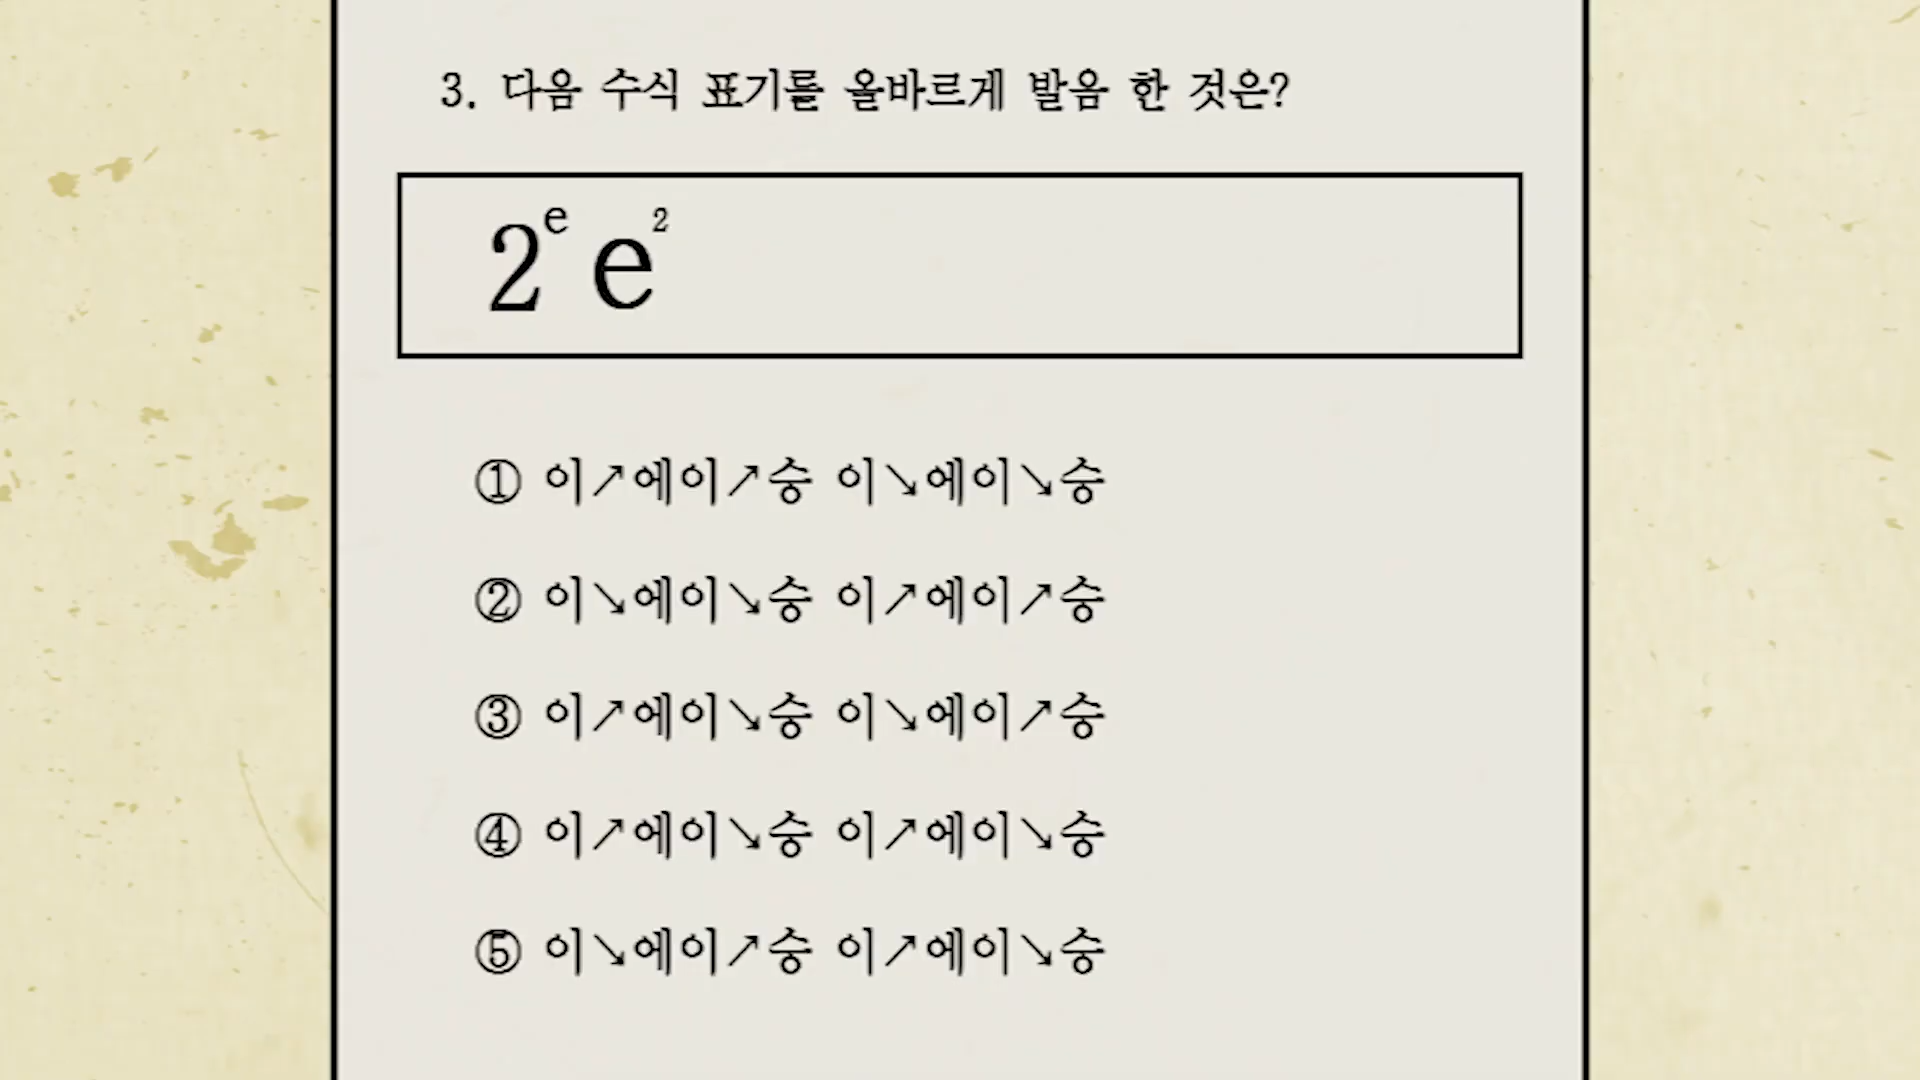 3. 다음 수식 표기를 올바르게 발음 한 것은?
2ᵉ e²
① 이↗에이↗승 이↘에이↘승
② 이↘에이↘승 이↗에이↗승
③ 이↗에이↘승 이↘에이↗승
④ 이↗에이↘승 이↗에이↘승
⑤ 이↘에이↗승 이↗에이↘승